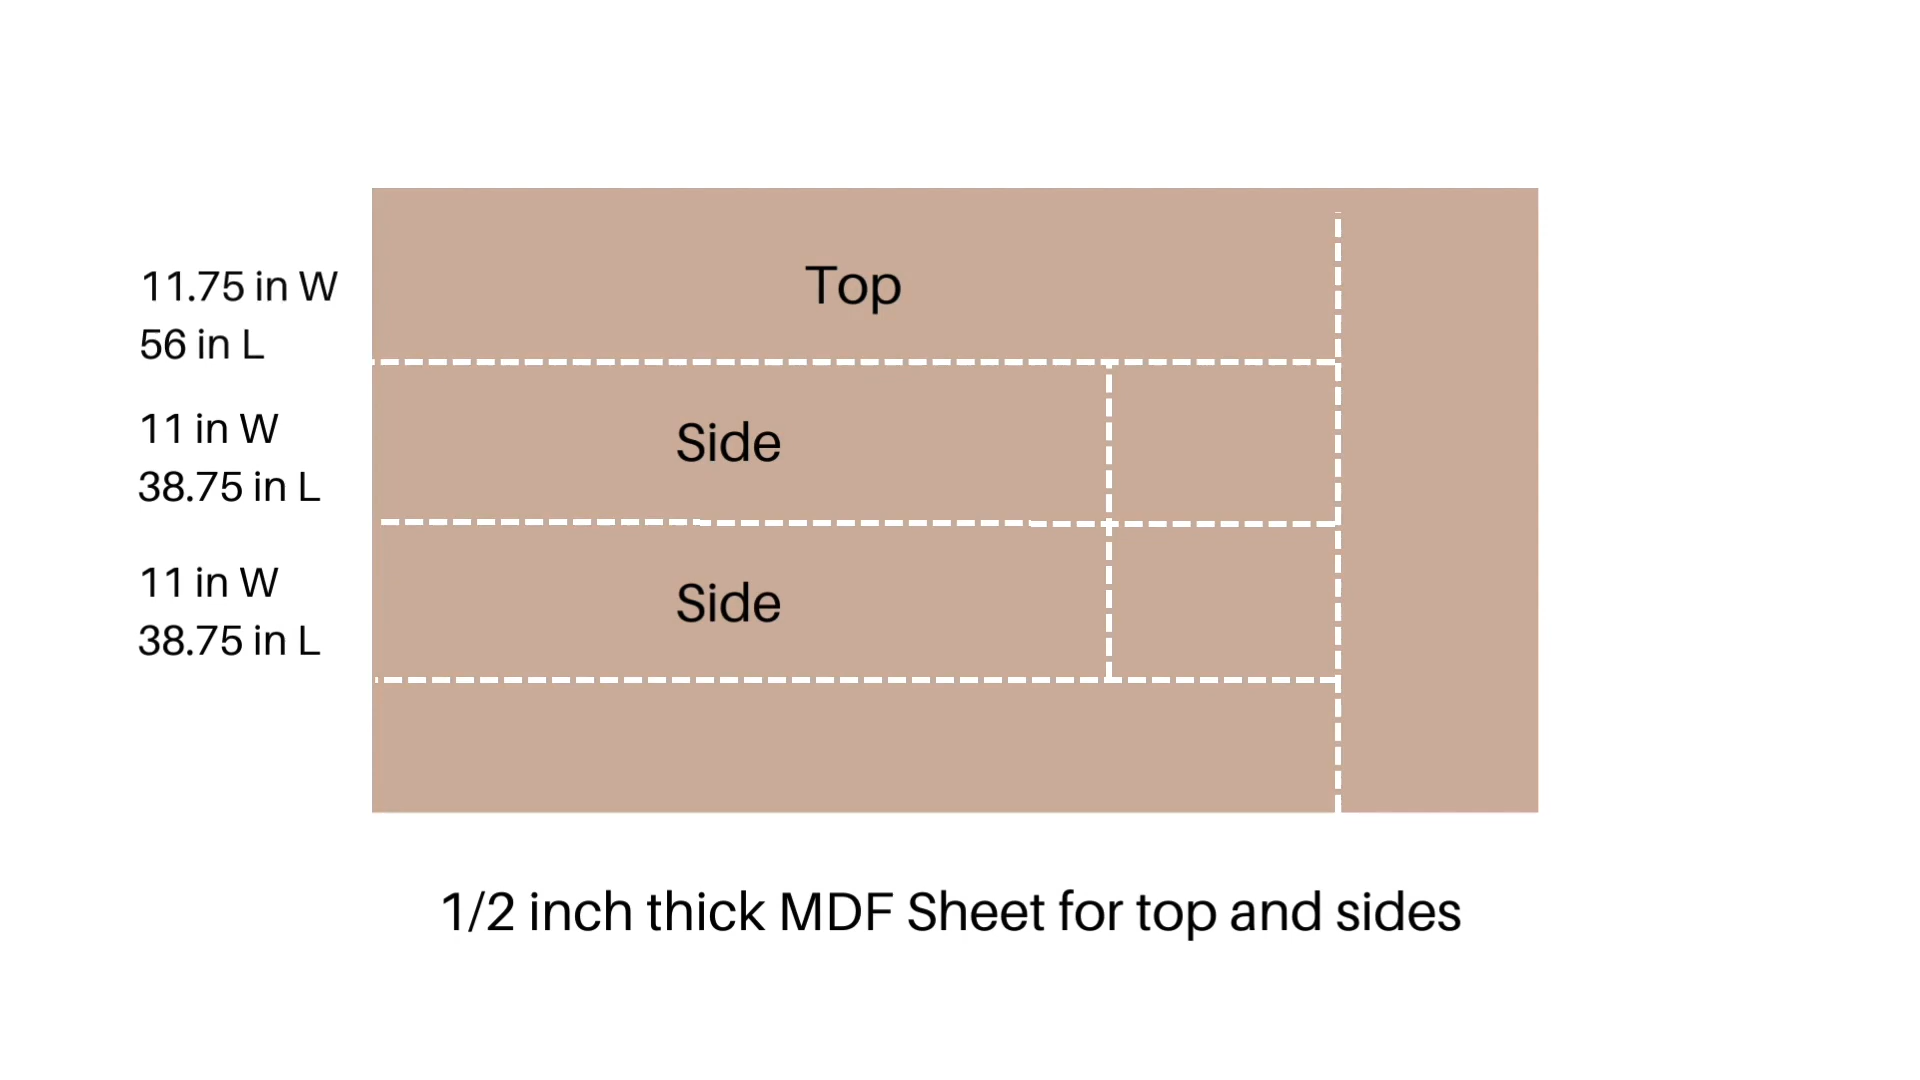 11.75 in W
56 in L
Top
11 in W
38.75 in L
Side
11 in W
38.75 in L
Side
1/2 inch thick MDF Sheet for top and sides